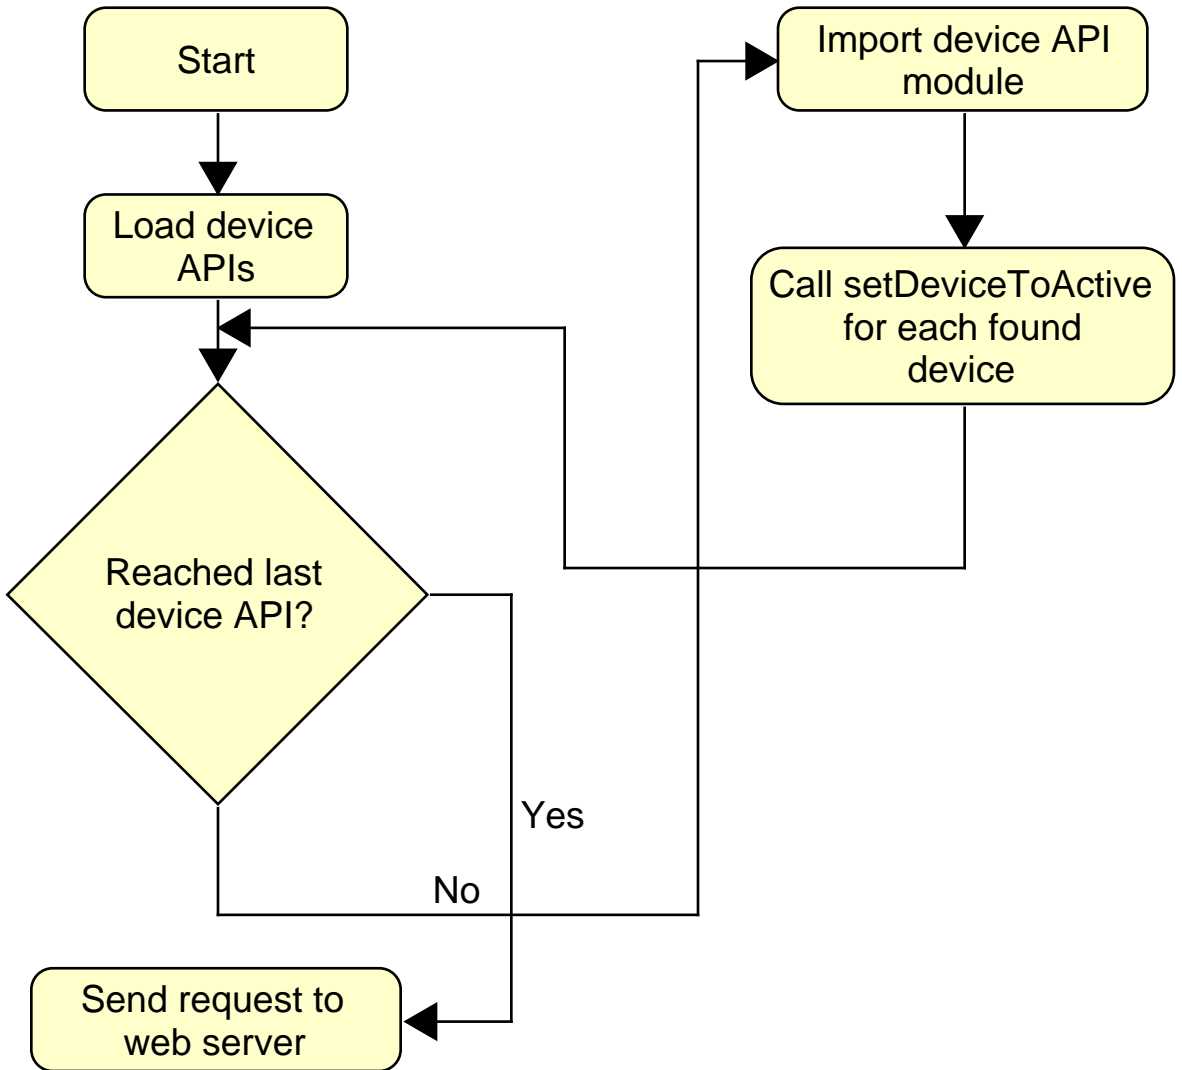 Start
Load device
APIs
Reached last
device API?
Yes
No
Send request to
web server
Import device API
module
Call setDeviceToActive
for each found
device